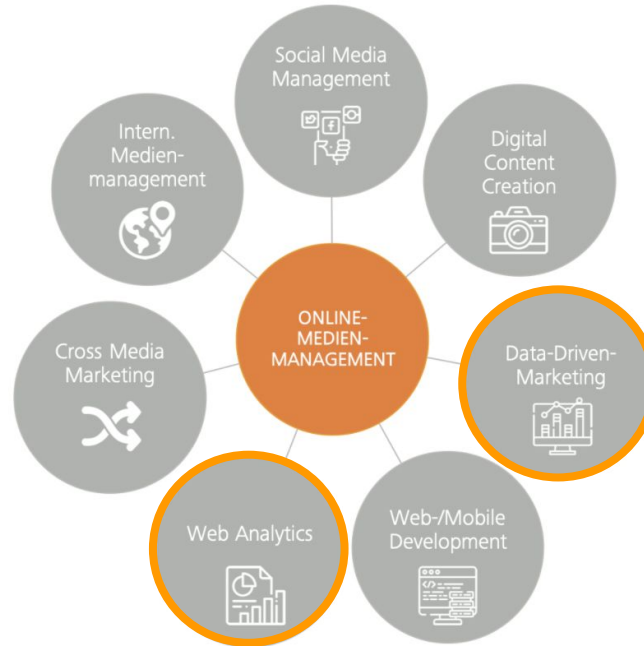 Social Media
Management
Intern.
Medien-
management
Digital
Content
Creation
ONLINE-
MEDIEN-
MANAGEMENT
Cross Media
Marketing
Data-Driven-
Marketing
Web Analytics
Web-/Mobile
Development